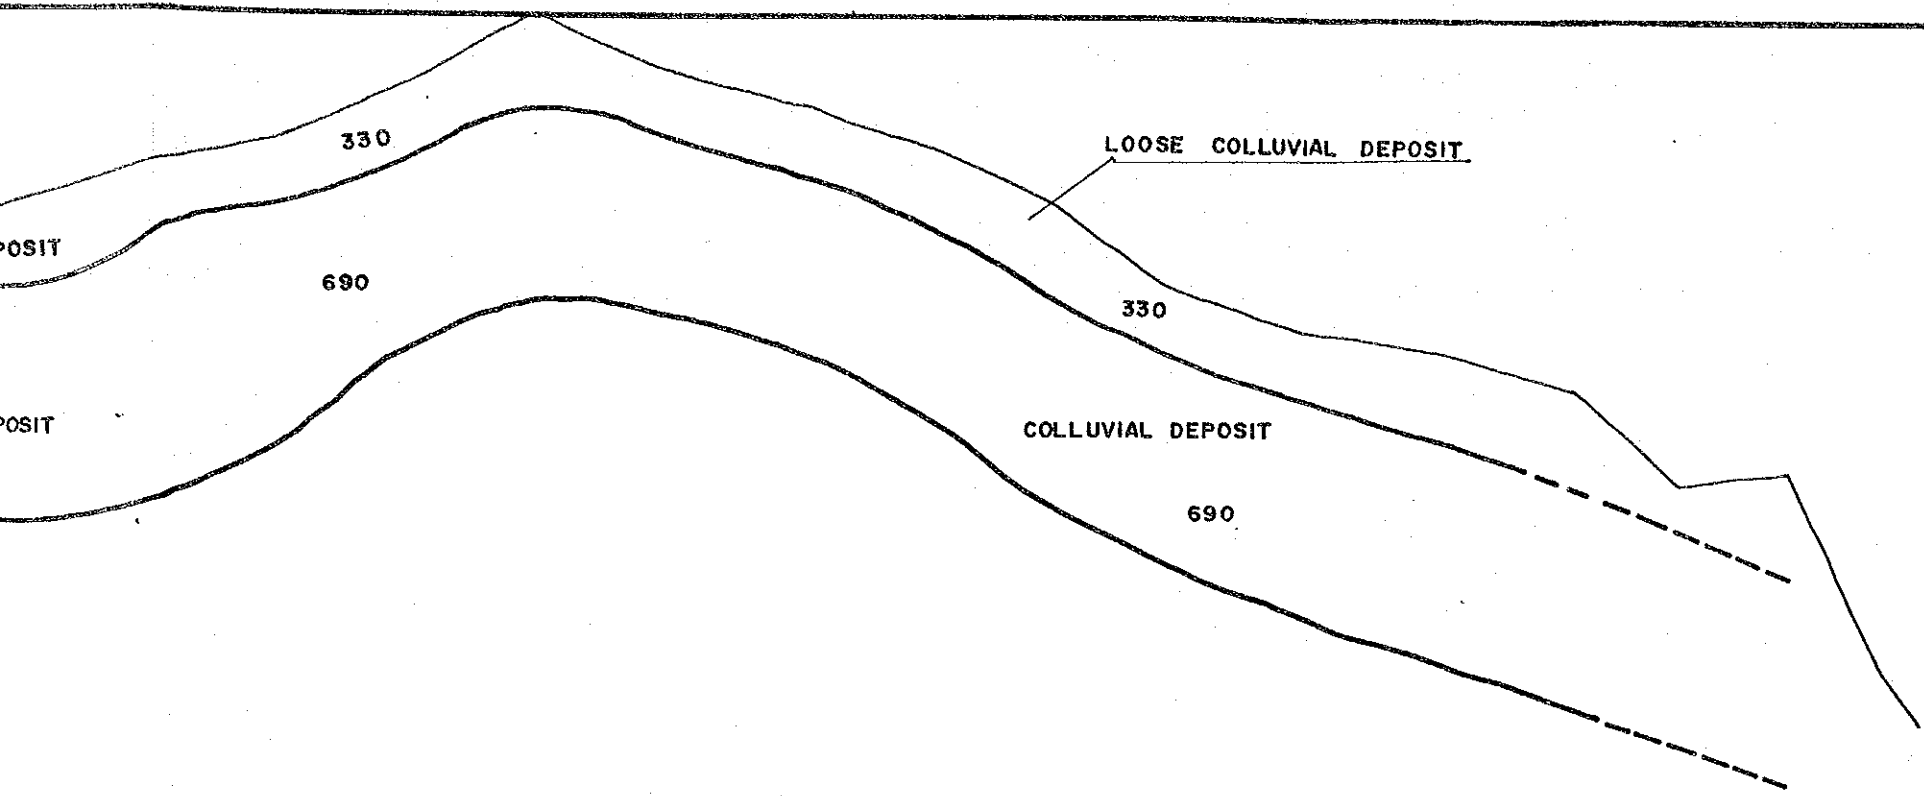 330
LOOSE COLLUVIAL DEPOSIT
POSIT
690
330
POSIT
COLLUVIAL DEPOSIT
690